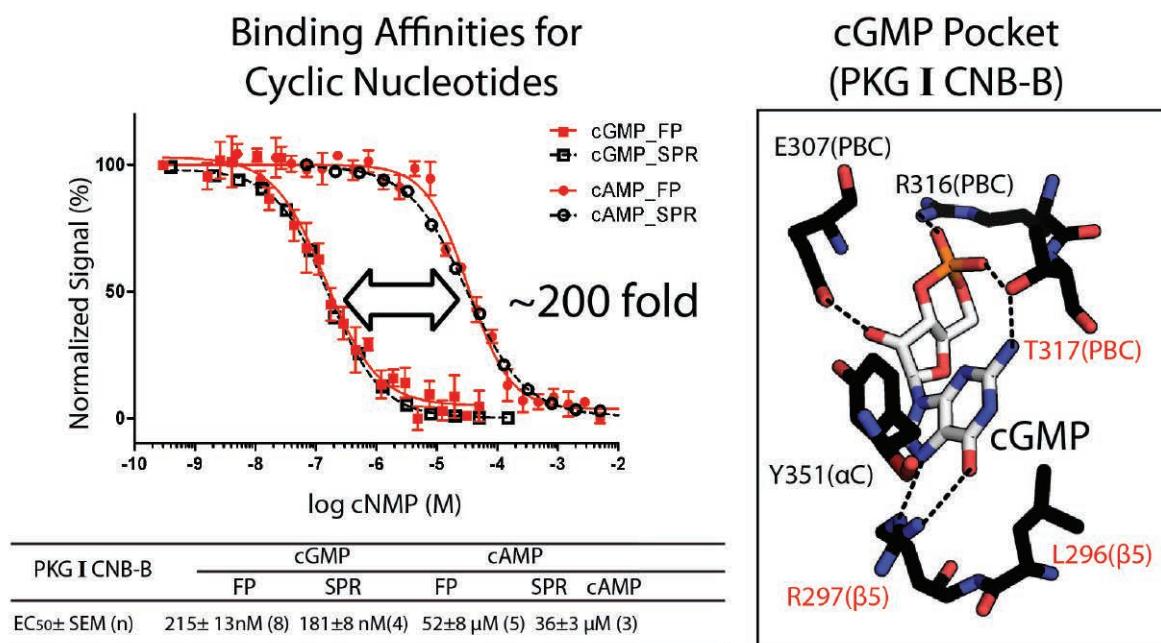 Binding Affinities for
Cyclic Nucleotides
cGMP_FP
cGMP_SPR
cAMP_FP
cAMP_SPR
100
50
0
Normalized Signal (%)
~200 fold
-10 -9 -8 -7 -6 -5 -4 -3 -2
log cNMP (M)
PKG I CNB-B
cGMP cAMP
FP SPR FP SPR cAMP
EC50± SEM (n) 215± 13nM (8) 181±8 nM(4) 52±8 μM (5) 36±3 μM (3)
cGMP Pocket
(PKG I CNB-B)
E307(PBC)
R316(PBC)
T317(PBC)
cGMP
Y351(αC)
L296(β5)
R297(β5)